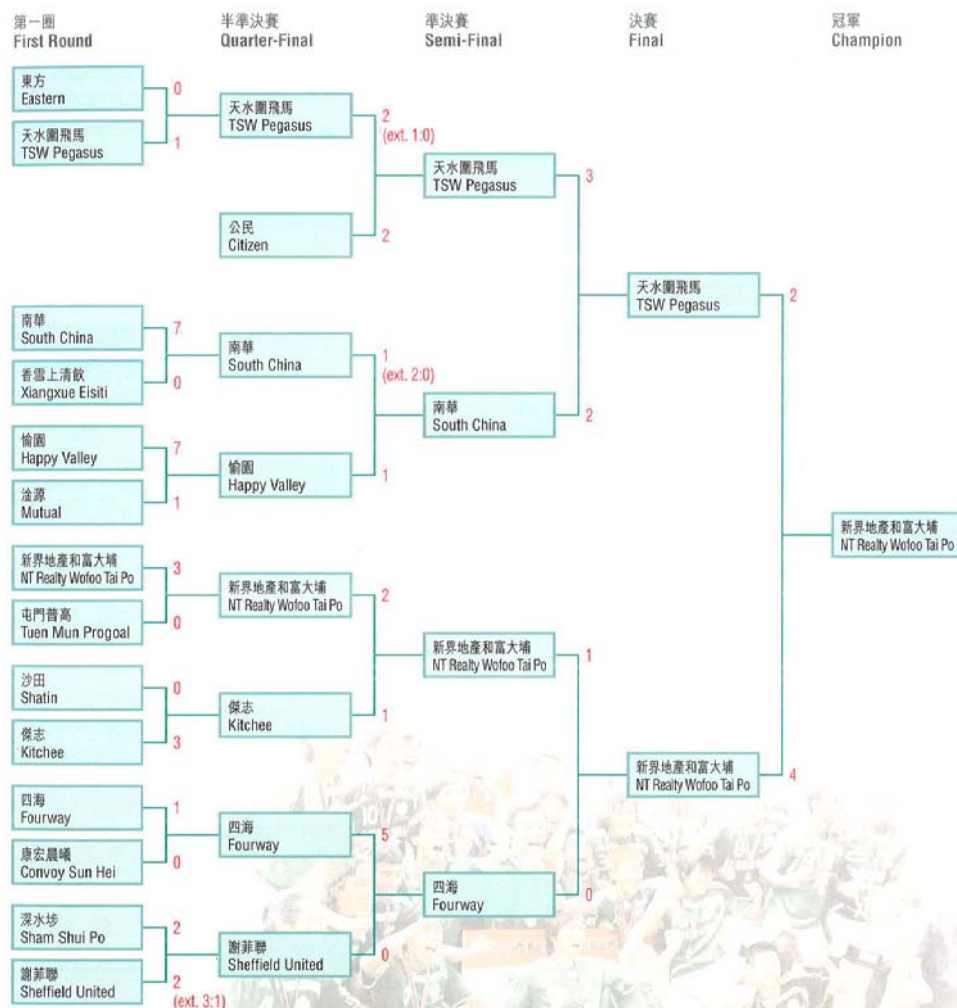 第一圈
First Round
半準決賽
Quarter-Final
準決賽
Semi-Final
決賽
Final
冠軍
Champion
東方
Eastern
0
天水圍飛馬
TSW Pegasus
1
南華
South China
7
香雪上清飲
Xiangxue Eisiti
0
愉園
Happy Valley
7
淦源
Mutual
1
新界地產和富大埔
NT Realty Wofoo Tai Po
3
屯門普高
Tuen Mun Progoal
0
沙田
Shatin
0
傑志
Kitchee
3
四海
Fourway
1
康宏晨曦
Convoy Sun Hei
0
深水埗
Sham Shui Po
2
謝菲聯
Sheffield United
2
(ext. 3:1)
天水圍飛馬
TSW Pegasus
2
(ext. 1:0)
公民
Citizen
2
南華
South China
1
(ext. 2:0)
愉園
Happy Valley
1
新界地產和富大埔
NT Realty Wofoo Tai Po
2
傑志
Kitchee
1
四海
Fourway
5
謝菲聯
Sheffield United
0
天水圍飛馬
TSW Pegasus
3
南華
South China
2
新界地產和富大埔
NT Realty Wofoo Tai Po
1
四海
Fourway
0
天水圍飛馬
TSW Pegasus
2
新界地產和富大埔
NT Realty Wofoo Tai Po
4
新界地產和富大埔
NT Realty Wofoo Tai Po
10